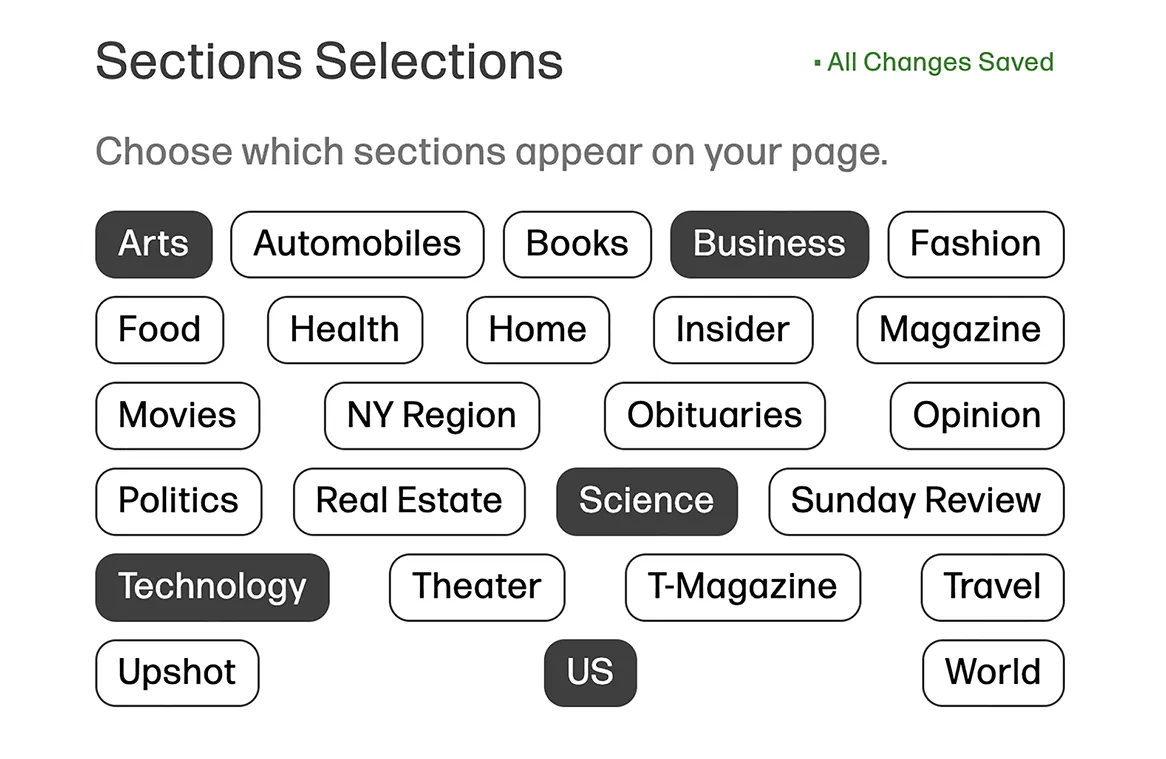 Sections Selections
▪ All Changes Saved
Choose which sections appear on your page.
Arts Automobiles Books Business Fashion
Food Health Home Insider Magazine
Movies NY Region Obituaries Opinion
Politics Real Estate Science Sunday Review
Technology Theater T-Magazine Travel
Upshot US World